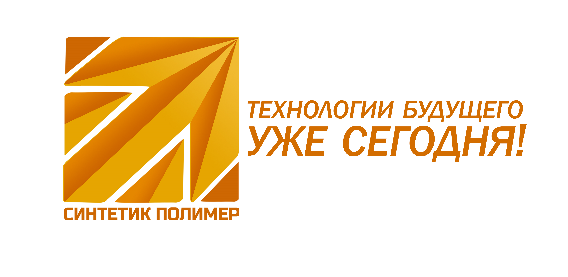 ТЕХНОЛОГИИ БУДУЩЕГО
УЖЕ СЕГОДНЯ!
СИНТЕТИК ПОЛИМЕР